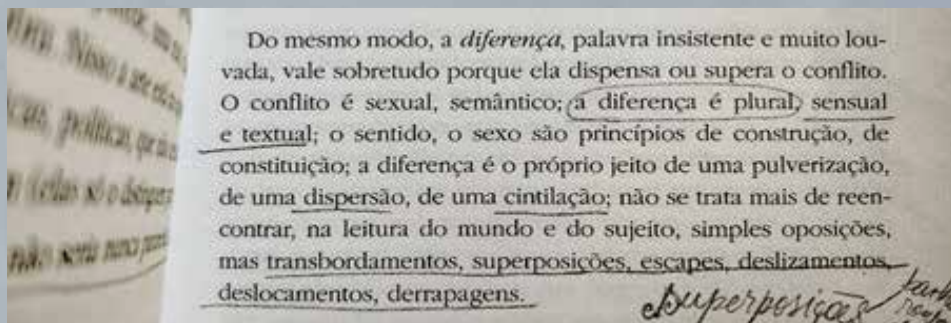 Do mesmo modo, a diferença, palavra insistente e muito lou-
vada, vale sobretudo porque ela dispensa ou supera o conflito.
O conflito é sexual, semântico; a diferença é plural, sensual
e textual; o sentido, o sexo são princípios de construção, de
constituição; a diferença é o próprio jeito de uma pulverização,
de uma dispersão, de uma cintilação; não se trata mais de reen-
contrar, na leitura do mundo e do sujeito, simples oposições,
mas transbordamentos, superposições, escapes, deslizamentos,
deslocamentos, derrapagens.
Superposições